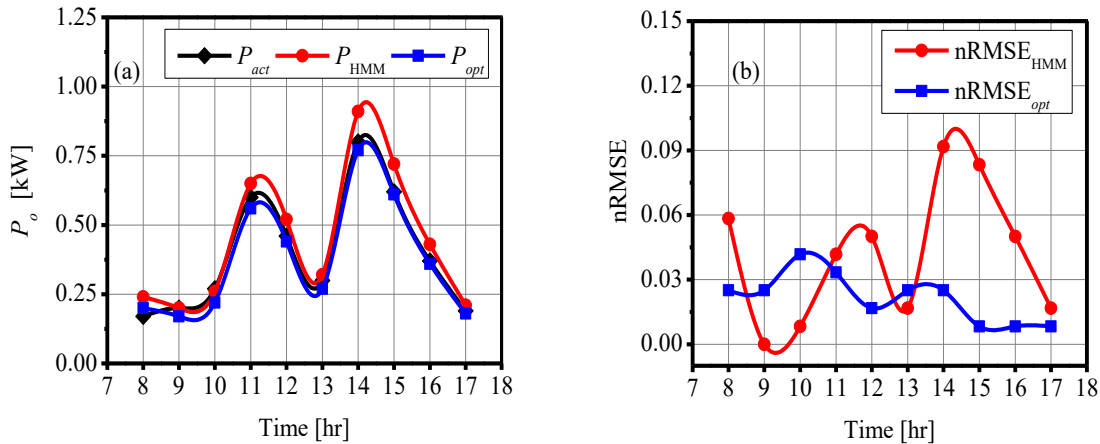 (a)
P_act P_HMM P_opt
1.25
1.00
0.75
0.50
0.25
0.00
P_o [kW]
7 8 9 10 11 12 13 14 15 16 17 18
Time [hr]
(b)
nRMSE_HMM
nRMSE_opt
0.15
0.12
0.09
0.06
0.03
0.00
nRMSE
7 8 9 10 11 12 13 14 15 16 17 18
Time [hr]